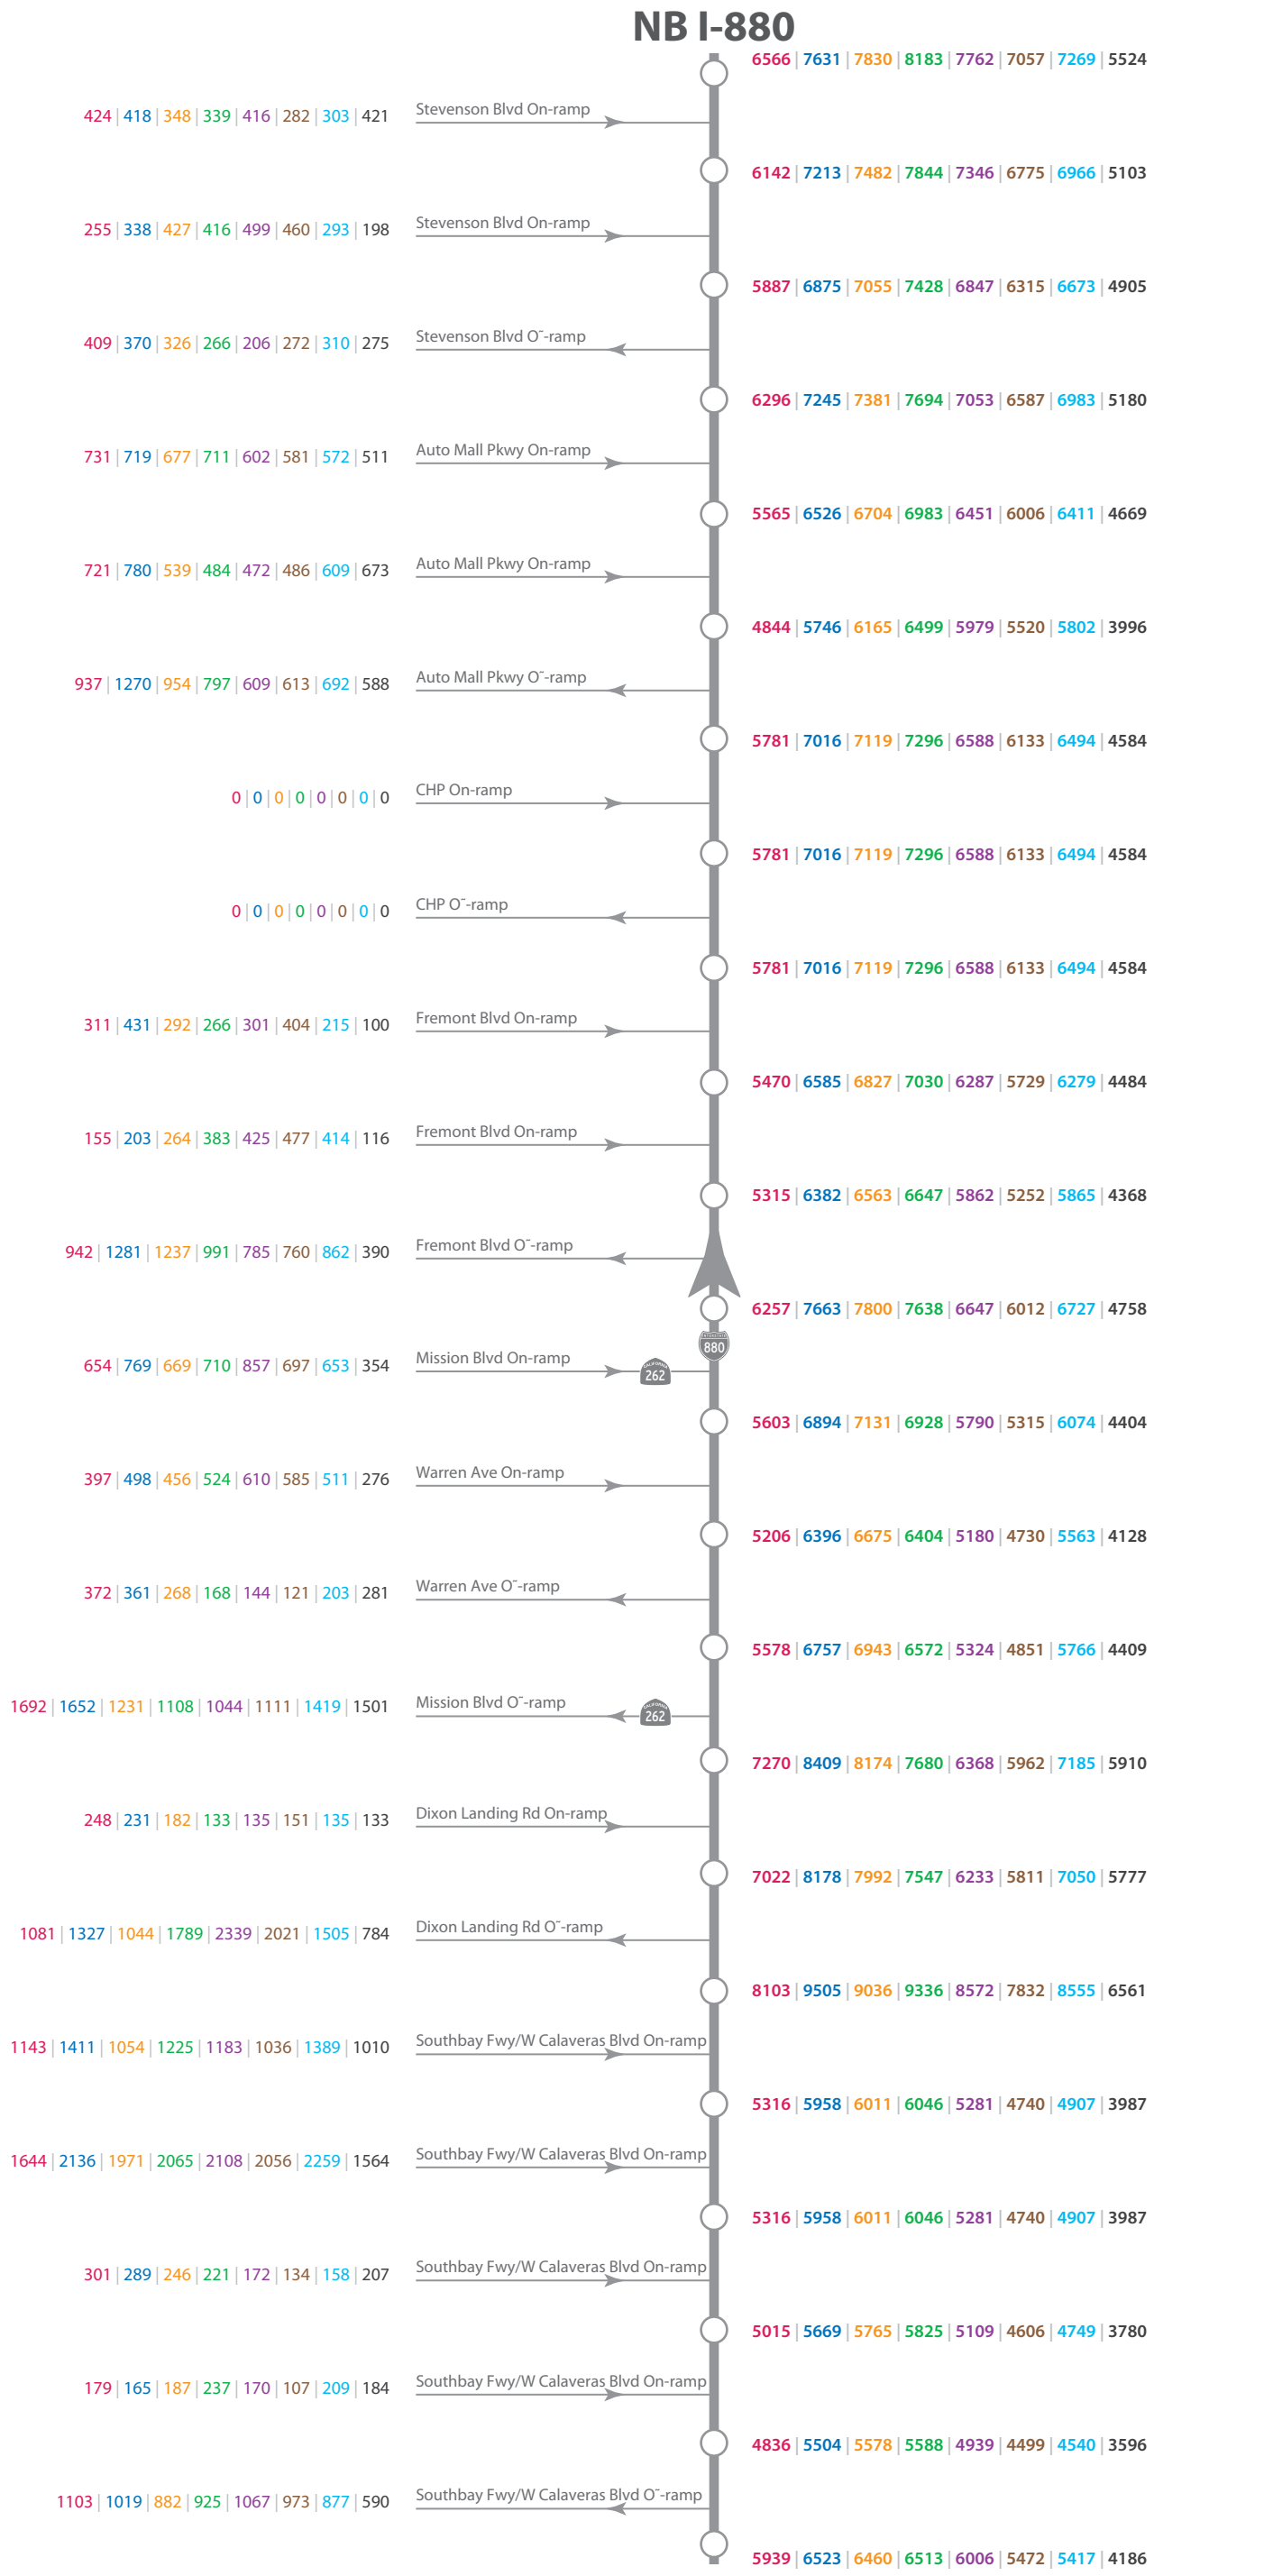 NB I-880
6566 | 7631 | 7830 | 8183 | 7762 | 7057 | 7269 | 5524
424 | 418 | 348 | 339 | 416 | 282 | 303 | 421 Stevenson Blvd On-ramp
6142 | 7213 | 7482 | 7844 | 7346 | 6775 | 6966 | 5103
255 | 338 | 427 | 416 | 499 | 460 | 293 | 198 Stevenson Blvd On-ramp
5887 | 6875 | 7055 | 7428 | 6847 | 6315 | 6673 | 4905
409 | 370 | 326 | 266 | 206 | 272 | 310 | 275 Stevenson Blvd O˜-ramp
6296 | 7245 | 7381 | 7694 | 7053 | 6587 | 6983 | 5180
731 | 719 | 677 | 711 | 602 | 581 | 572 | 511 Auto Mall Pkwy On-ramp
5565 | 6526 | 6704 | 6983 | 6451 | 6006 | 6411 | 4669
721 | 780 | 539 | 484 | 472 | 486 | 609 | 673 Auto Mall Pkwy On-ramp
4844 | 5746 | 6165 | 6499 | 5979 | 5520 | 5802 | 3996
937 | 1270 | 954 | 797 | 609 | 613 | 692 | 588 Auto Mall Pkwy O˜-ramp
5781 | 7016 | 7119 | 7296 | 6588 | 6133 | 6494 | 4584
0 | 0 | 0 | 0 | 0 | 0 | 0 | 0 CHP On-ramp
5781 | 7016 | 7119 | 7296 | 6588 | 6133 | 6494 | 4584
0 | 0 | 0 | 0 | 0 | 0 | 0 | 0 CHP O˜-ramp
5781 | 7016 | 7119 | 7296 | 6588 | 6133 | 6494 | 4584
311 | 431 | 292 | 266 | 301 | 404 | 215 | 100 Fremont Blvd On-ramp
5470 | 6585 | 6827 | 7030 | 6287 | 5729 | 6279 | 4484
155 | 203 | 264 | 383 | 425 | 477 | 414 | 116 Fremont Blvd On-ramp
5315 | 6382 | 6563 | 6647 | 5862 | 5252 | 5865 | 4368
942 | 1281 | 1237 | 991 | 785 | 760 | 862 | 390 Fremont Blvd O˜-ramp
6257 | 7663 | 7800 | 7638 | 6647 | 6012 | 6727 | 4758
880
654 | 769 | 669 | 710 | 857 | 697 | 653 | 354 Mission Blvd On-ramp
CALIFORNIA
262
5603 | 6894 | 7131 | 6928 | 5790 | 5315 | 6074 | 4404
397 | 498 | 456 | 524 | 610 | 585 | 511 | 276 Warren Ave On-ramp
5206 | 6396 | 6675 | 6404 | 5180 | 4730 | 5563 | 4128
372 | 361 | 268 | 168 | 144 | 121 | 203 | 281 Warren Ave O˜-ramp
5578 | 6757 | 6943 | 6572 | 5324 | 4851 | 5766 | 4409
1692 | 1652 | 1231 | 1108 | 1044 | 1111 | 1419 | 1501 Mission Blvd O˜-ramp
CALIFORNIA
262
7270 | 8409 | 8174 | 7680 | 6368 | 5962 | 7185 | 5910
248 | 231 | 182 | 133 | 135 | 151 | 135 | 133 Dixon Landing Rd On-ramp
7022 | 8178 | 7992 | 7547 | 6233 | 5811 | 7050 | 5777
1081 | 1327 | 1044 | 1789 | 2339 | 2021 | 1505 | 784 Dixon Landing Rd O˜-ramp
8103 | 9505 | 9036 | 9336 | 8572 | 7832 | 8555 | 6561
1143 | 1411 | 1054 | 1225 | 1183 | 1036 | 1389 | 1010 Southbay Fwy/W Calaveras Blvd On-ramp
5316 | 5958 | 6011 | 6046 | 5281 | 4740 | 4907 | 3987
1644 | 2136 | 1971 | 2065 | 2108 | 2056 | 2259 | 1564 Southbay Fwy/W Calaveras Blvd On-ramp
5316 | 5958 | 6011 | 6046 | 5281 | 4740 | 4907 | 3987
301 | 289 | 246 | 221 | 172 | 134 | 158 | 207 Southbay Fwy/W Calaveras Blvd On-ramp
5015 | 5669 | 5765 | 5825 | 5109 | 4606 | 4749 | 3780
179 | 165 | 187 | 237 | 170 | 107 | 209 | 184 Southbay Fwy/W Calaveras Blvd On-ramp
4836 | 5504 | 5578 | 5588 | 4939 | 4499 | 4540 | 3596
1103 | 1019 | 882 | 925 | 1067 | 973 | 877 | 590 Southbay Fwy/W Calaveras Blvd O˜-ramp
5939 | 6523 | 6460 | 6513 | 6006 | 5472 | 5417 | 4186